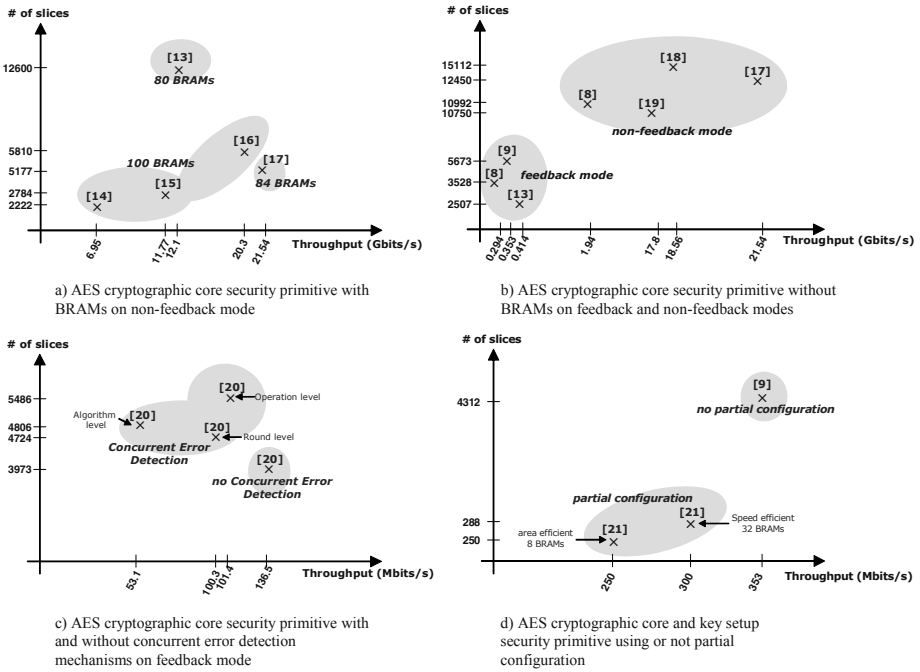 # of slices
[13]
12600
80 BRAMs
[16]
5810
100 BRAMs
[17]
5177
84 BRAMs
[15]
2784
[14]
2222
6.95
11.77
12.1
20.3
21.54
Throughput (Gbits/s)
a) AES cryptographic core security primitive with
BRAMs on non-feedback mode
# of slices
[18]
15112
[17]
12450
[8]
10992
[19]
10750
non-feedback mode
[9]
5673
feedback mode
[8]
3528
[13]
2507
0.294
0.353
0.414
1.94
17.8
18.56
21.54
Throughput (Gbits/s)
b) AES cryptographic core security primitive without
BRAMs on feedback and non-feedback modes
# of slices
[20]
5486
Operation level
Algorithm
level
[20]
4806
[20]
4724
Round level
Concurrent Error
Detection
[20]
3973
no Concurrent Error
Detection
53.1
100.3
101.4
136.5
Throughput (Mbits/s)
c) AES cryptographic core security primitive with
and without concurrent error detection
mechanisms on feedback mode
# of slices
[9]
4312
no partial configuration
partial configuration
[21]
288
Speed efficient
32 BRAMs
[21]
area efficient
8 BRAMs
250
250
300
353
Throughput (Mbits/s)
d) AES cryptographic core and key setup
security primitive using or not partial
configuration